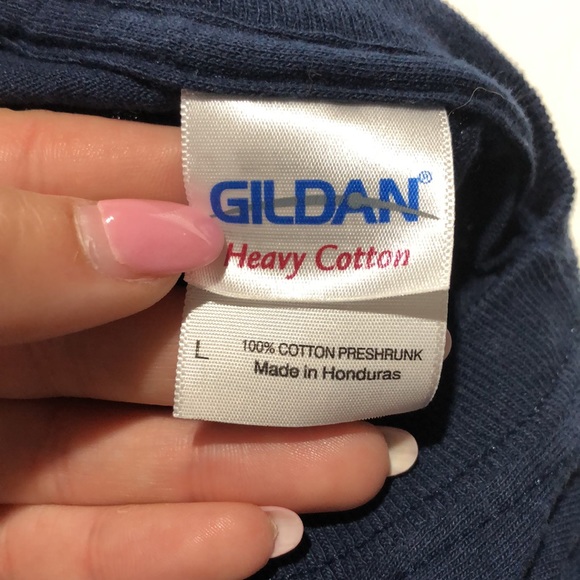 GILDAN®
Heavy Cotton
L 100% COTTON PRESHRUNK
Made in Honduras